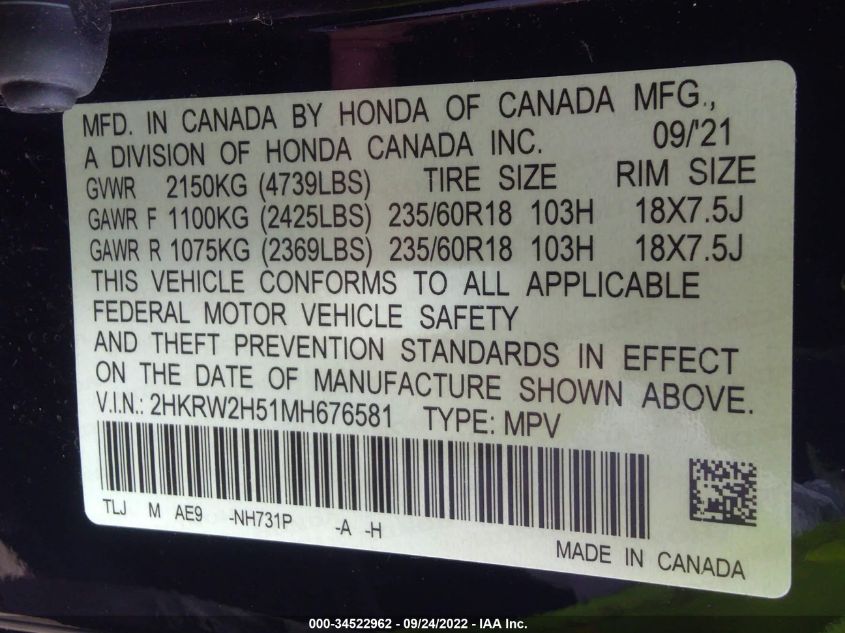 MFD. IN CANADA BY HONDA OF CANADA MFG.,
A DIVISION OF HONDA CANADA INC. 09/'21
GVWR 2150KG (4739LBS) TIRE SIZE RIM SIZE
GAWR F 1100KG (2425LBS) 235/60R18 103H 18X7.5J
GAWR R 1075KG (2369LBS) 235/60R18 103H 18X7.5J
THIS VEHICLE CONFORMS TO ALL APPLICABLE
FEDERAL MOTOR VEHICLE SAFETY
AND THEFT PREVENTION STANDARDS IN EFFECT
ON THE DATE OF MANUFACTURE SHOWN ABOVE.
V.I.N.: 2HKRW2H51MH676581 TYPE: MPV
TLJ M AE9 -NH731P -A -H
MADE IN CANADA
000-34522962 - 09/24/2022 - IAA Inc.